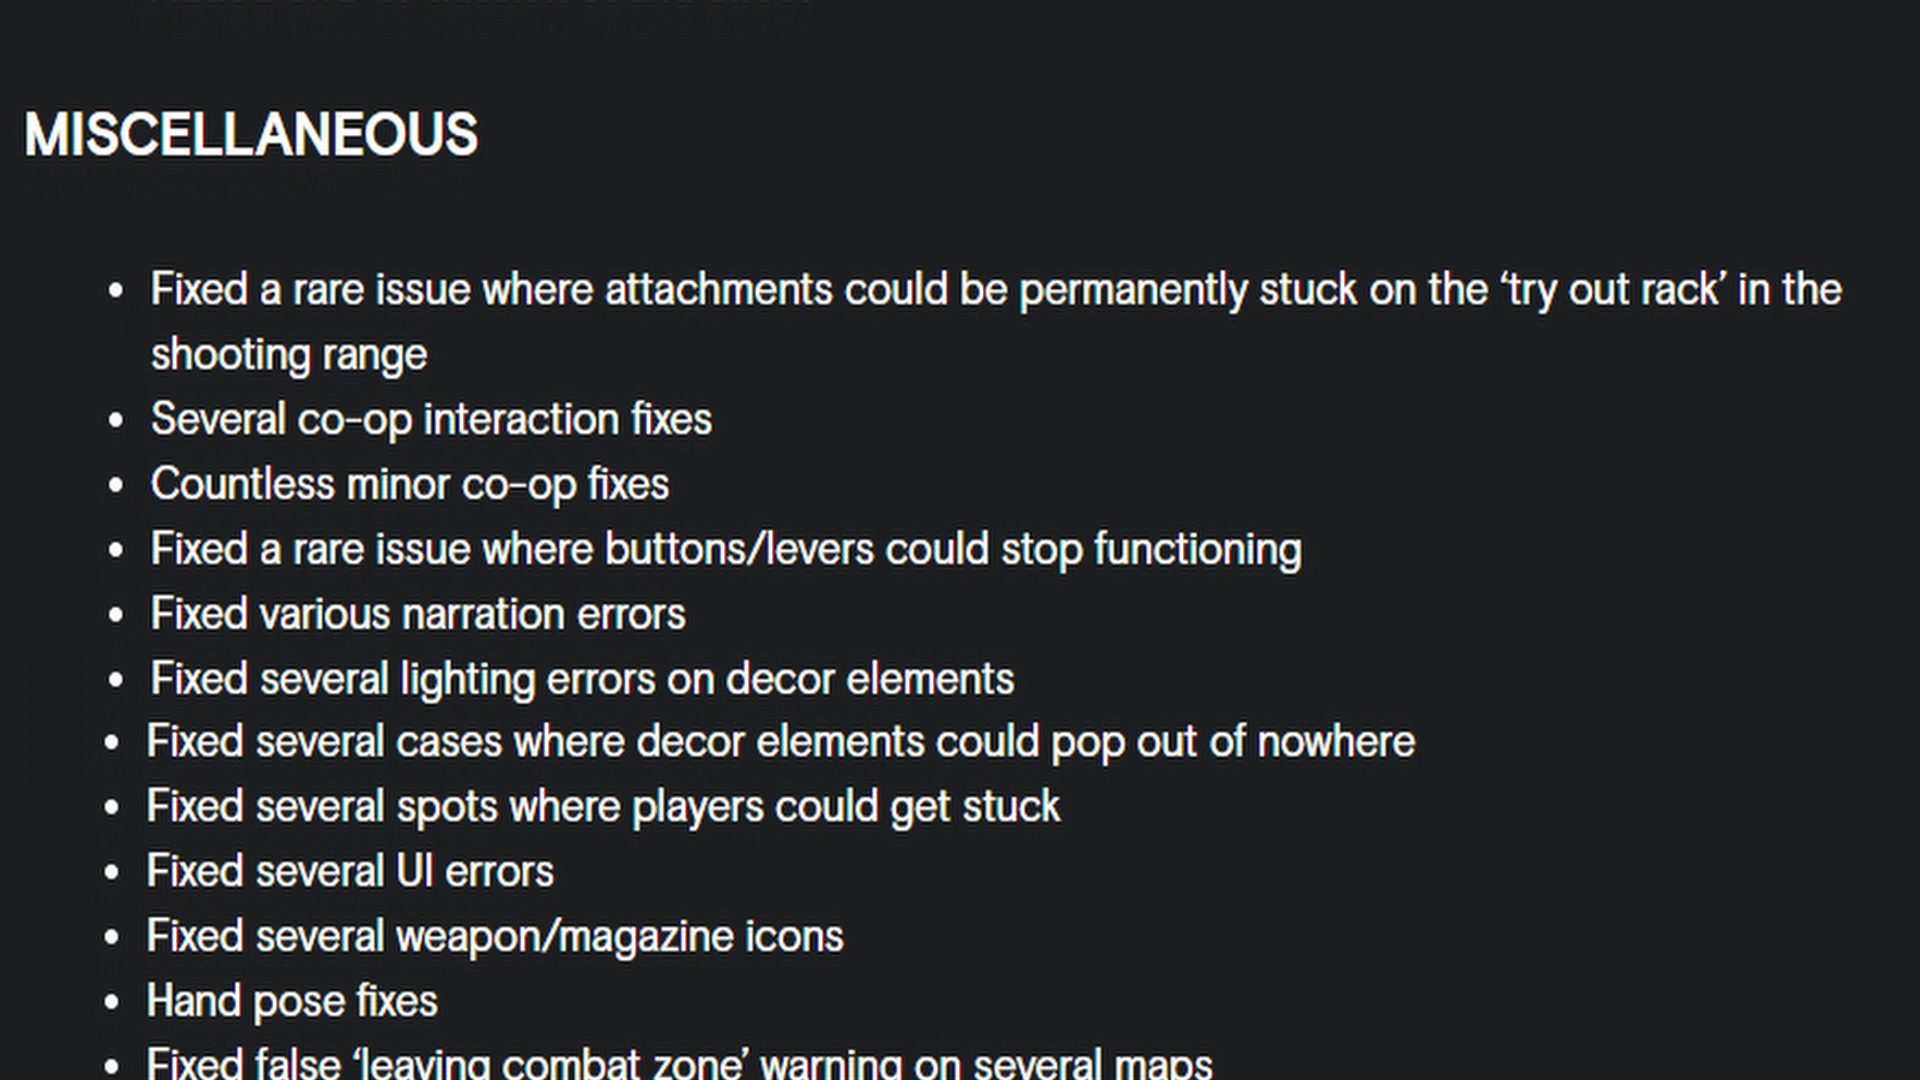 MISCELLANEOUS
• Fixed a rare issue where attachments could be permanently stuck on the ‘try out rack’ in the
shooting range
• Several co-op interaction fixes
• Countless minor co-op fixes
• Fixed a rare issue where buttons/levers could stop functioning
• Fixed various narration errors
• Fixed several lighting errors on decor elements
• Fixed several cases where decor elements could pop out of nowhere
• Fixed several spots where players could get stuck
• Fixed several UI errors
• Fixed several weapon/magazine icons
• Hand pose fixes
• Fixed false ‘leaving combat zone’ warning on several maps